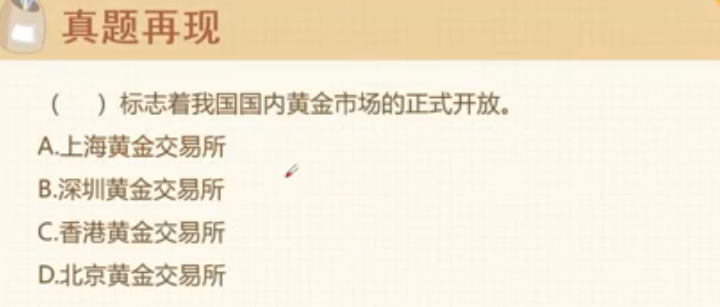 真题再现
（　　）标志着我国国内黄金市场的正式开放。
A.上海黄金交易所
B.深圳黄金交易所
C.香港黄金交易所
D.北京黄金交易所